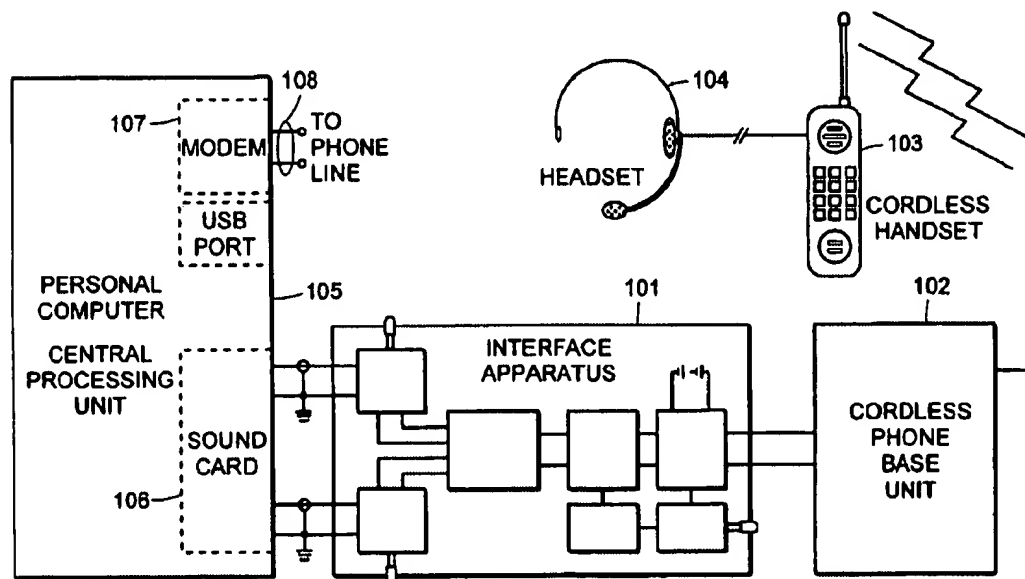 108
107
MODEM
TO
PHONE
LINE
USB
PORT
PERSONAL
COMPUTER
105
CENTRAL
PROCESSING
UNIT
SOUND
CARD
106
104
HEADSET
103
CORDLESS
HANDSET
101
INTERFACE
APPARATUS
102
CORDLESS
PHONE
BASE
UNIT